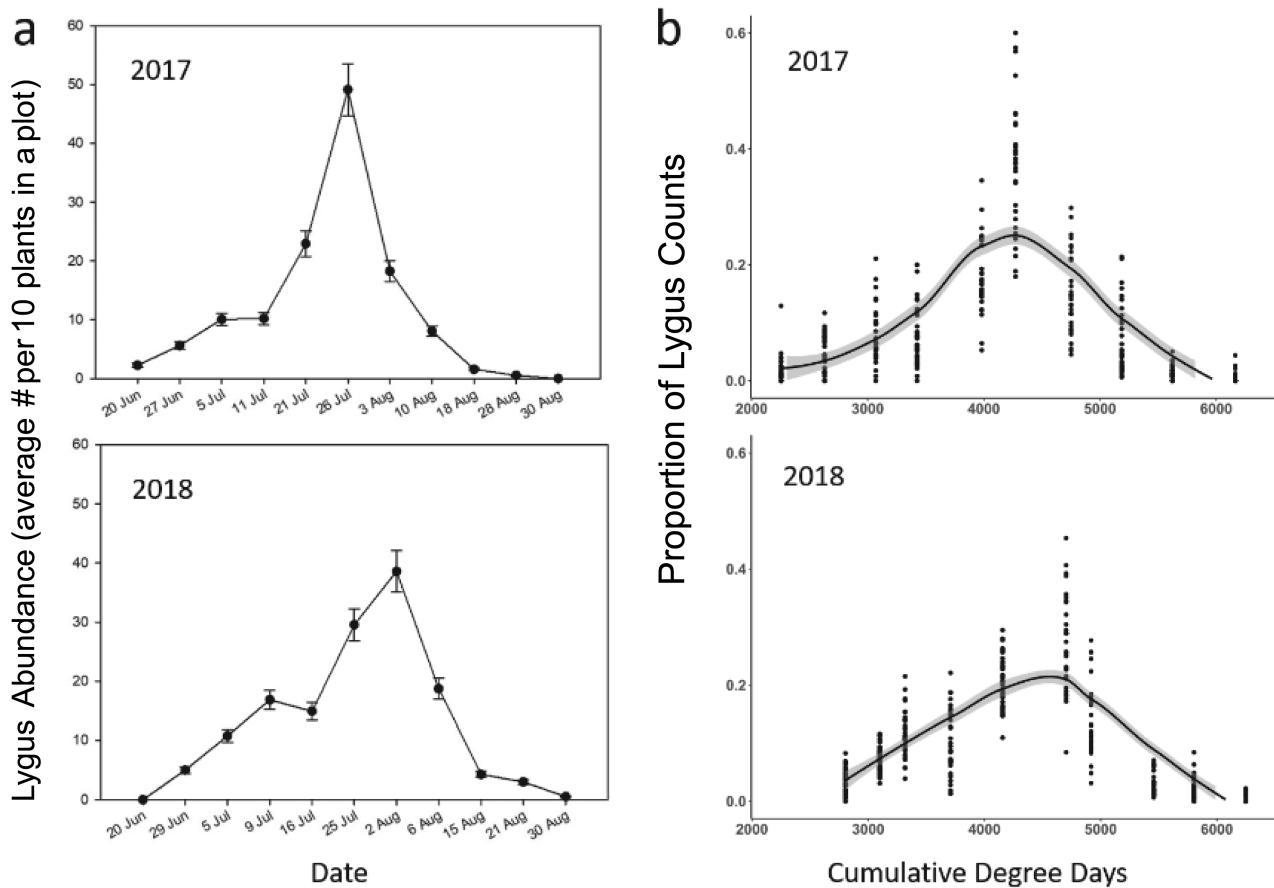 a
Lygus Abundance (average # per 10 plants in a plot)
2017
60
50
40
30
20
10
0
20 Jun
27 Jun
5 Jul
11 Jul
21 Jul
26 Jul
3 Aug
10 Aug
18 Aug
28 Aug
30 Aug
2018
60
50
40
30
20
10
0
20 Jun
29 Jun
5 Jul
9 Jul
16 Jul
25 Jul
2 Aug
6 Aug
15 Aug
21 Aug
30 Aug
Date
b
Proportion of Lygus Counts
2017
0.6
0.4
0.2
0.0
2000
3000
4000
5000
6000
2018
0.6
0.4
0.2
0.0
2000
3000
4000
5000
6000
Cumulative Degree Days